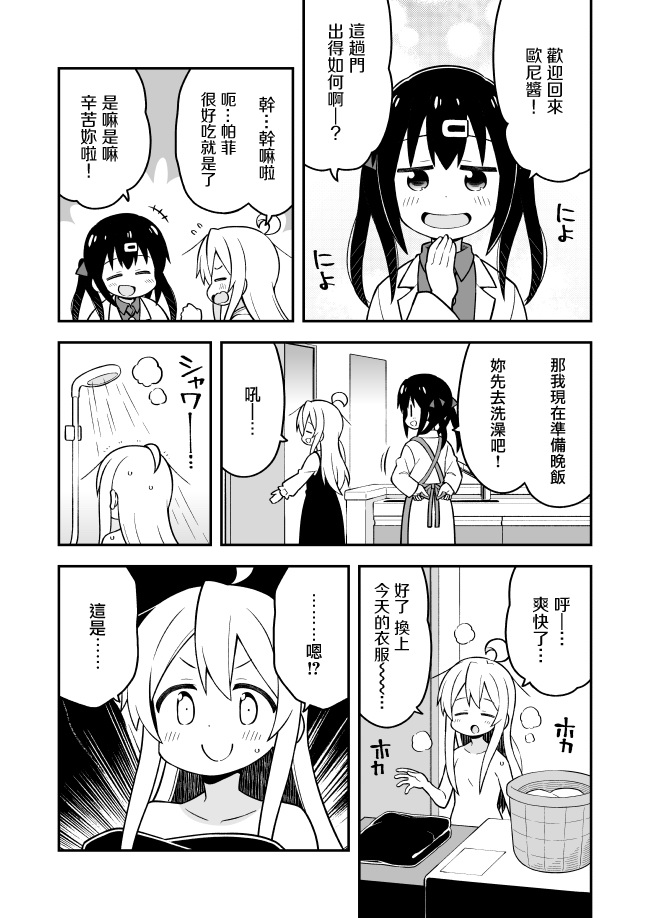 歡迎回來
歐尼醬！
這趟門
出得如何啊—？
によ
によ
幹…幹嘛啦
呃…帕菲
很好吃就是了
是嘛是嘛
辛苦妳啦！
那我現在準備晚飯
妳先去洗澡吧！
吼—…
シャワー……
呼—…
爽快了…
好了 換上
今天的衣服~~~~…
ホカ
ホカ
………嗯!?
這是……